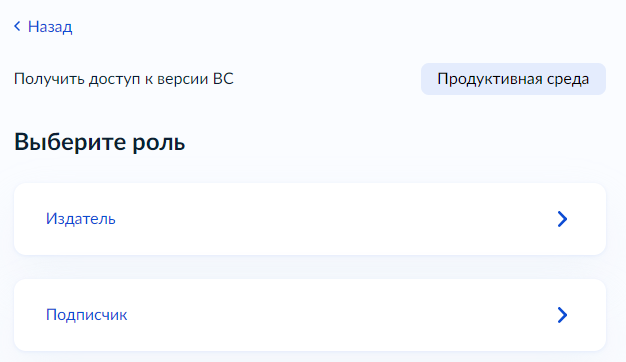 Назад
Получить доступ к версии ВС
Продуктивная среда
Выберите роль
Издатель
Подписчик